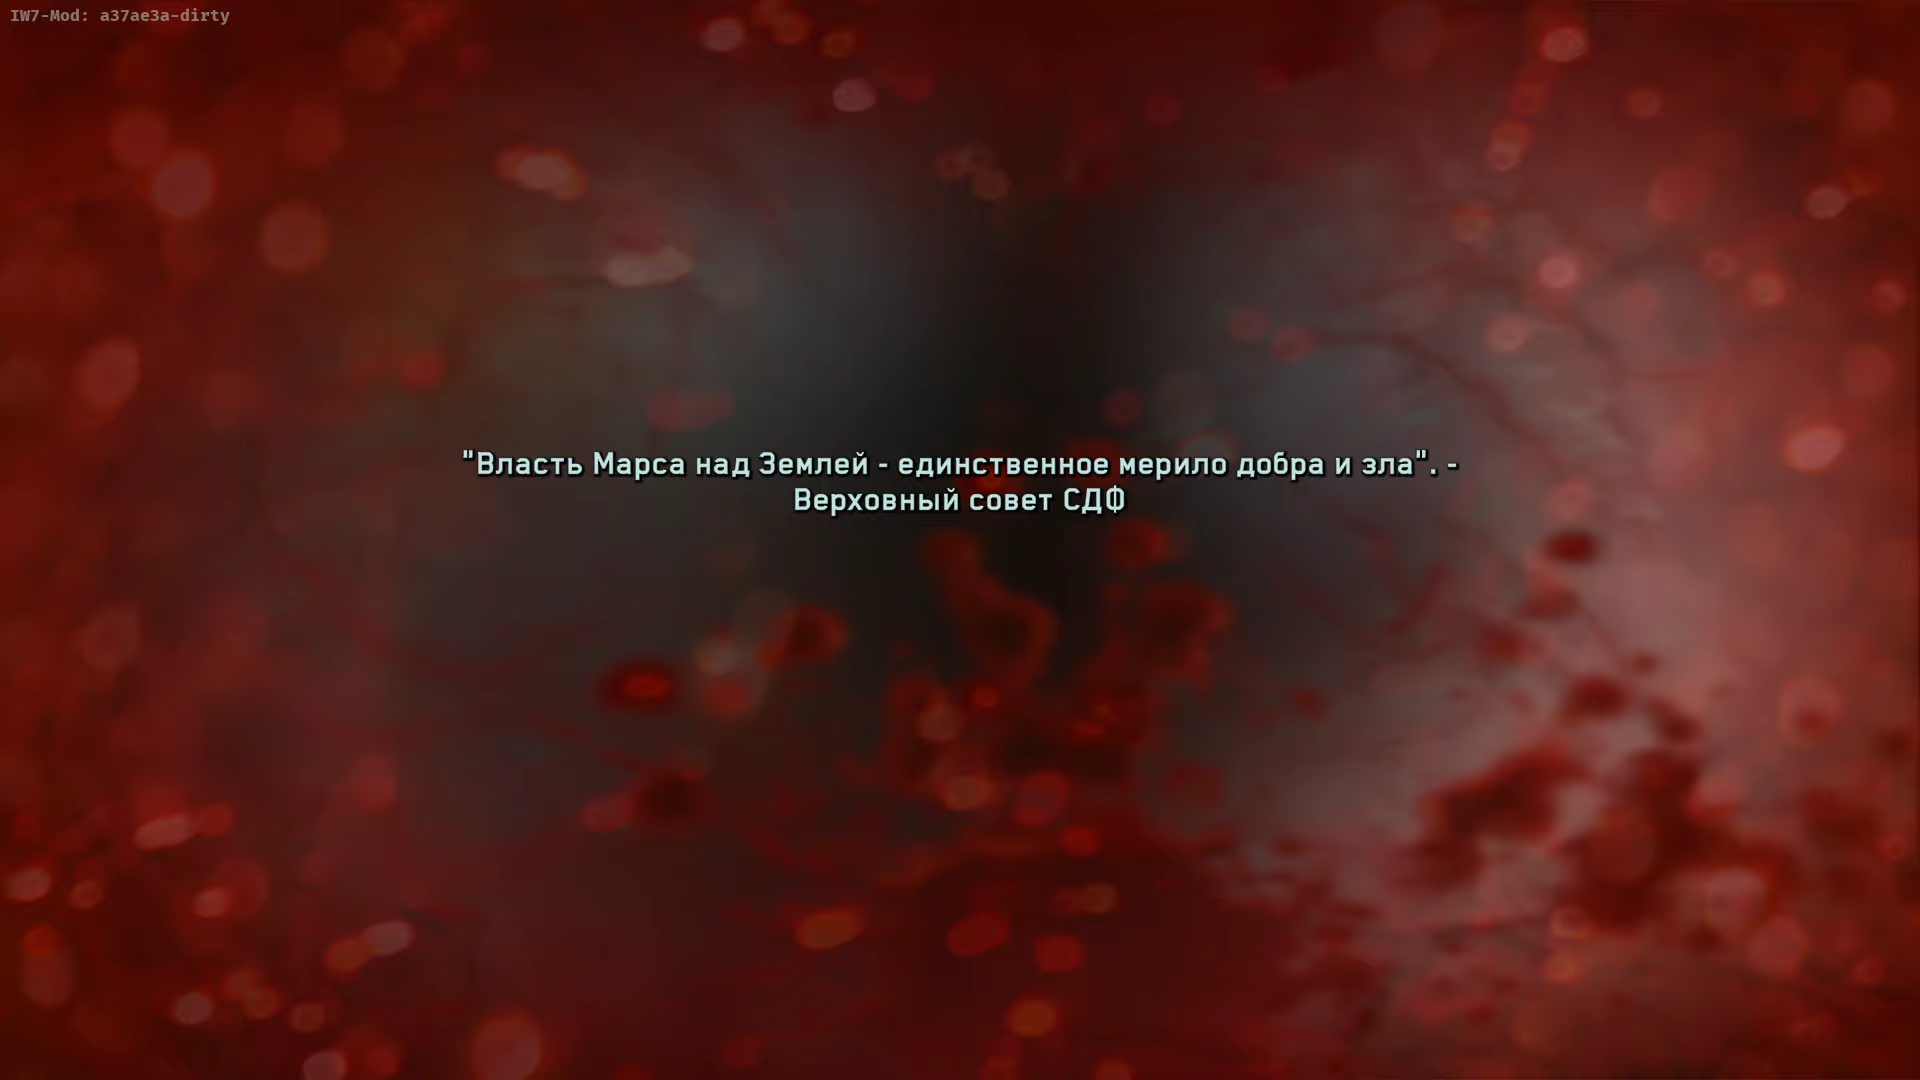 IW7-Mod: a37ae3a-dirty
"Власть Марса над Землей - единственное мерило добра и зла". -
Верховный совет СДФ